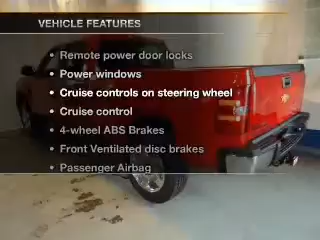 VEHICLE FEATURES
• Remote power door locks
• Power windows
• Cruise controls on steering wheel
• Cruise control
• 4-wheel ABS Brakes
• Front Ventilated disc brakes
• Passenger Airbag